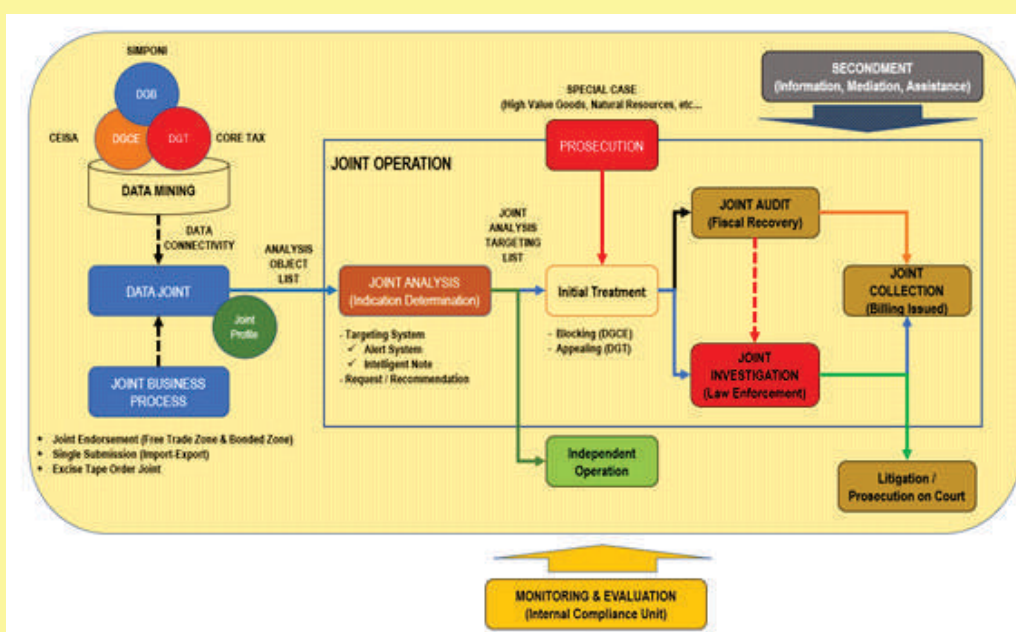 SIMPONI
DGB
CEISA
DGCE
DGT
CORE TAX
DATA MINING
DATA
CONNECTIVITY
DATA JOINT
Joint
Profile
JOINT BUSINESS
PROCESS
• Joint Endorsement (Free Trade Zone & Bonded Zone)
• Single Submission (Import-Export)
• Excise Tape Order Joint
ANALYSIS
OBJECT
LIST
SPECIAL CASE
(High Value Goods, Natural Resources, etc...
PROSECUTION
SECONDMENT
(Information, Mediation, Assistance)
JOINT OPERATION
JOINT ANALYSIS
(Indication Determination)
- Targeting System
✓ Alert System
✓ Intelligent Note
- Request / Recommendation
JOINT
ANALYSIS
TARGETING
LIST
Initial Treatment
- Blocking (DGCE)
- Appealing (DGT)
JOINT AUDIT
(Fiscal Recovery)
JOINT
INVESTIGATION
(Law Enforcement)
JOINT
COLLECTION
(Billing Issued)
Independent
Operation
Litigation /
Prosecution on Court
MONITORING & EVALUATION
(Internal Compliance Unit)